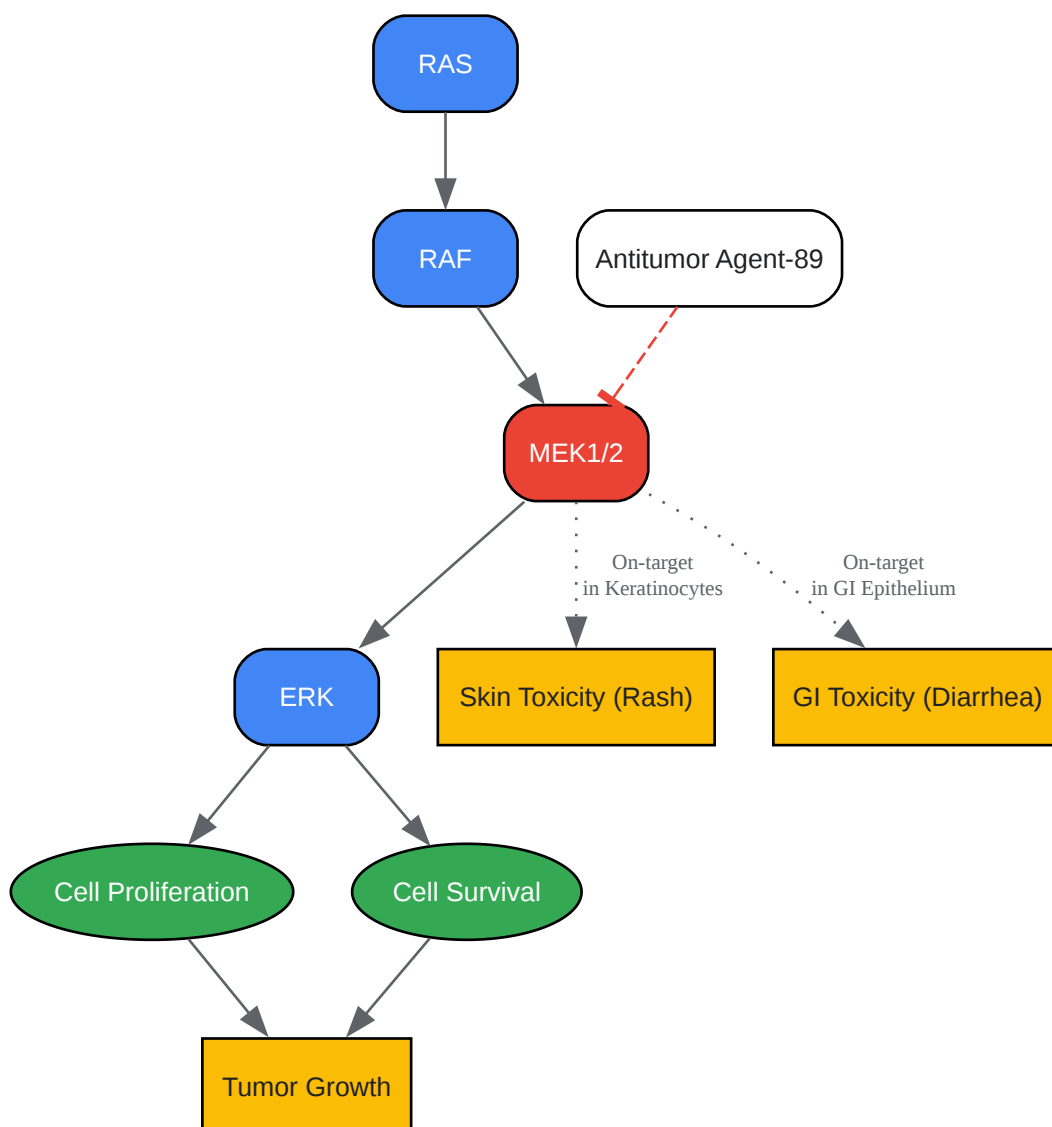 RAS
RAF
Antitumor Agent-89
MEK1/2
On-target
in Keratinocytes
On-target
in GI Epithelium
ERK
Skin Toxicity (Rash)
GI Toxicity (Diarrhea)
Cell Proliferation
Cell Survival
Tumor Growth